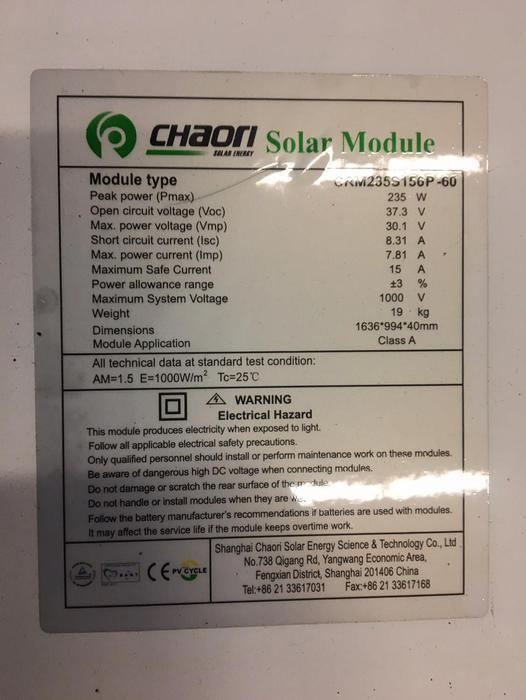 CHAORI Solar Module
SOLAR ENERGY
Module type CRM235S156P-60
Peak power (Pmax) 235 W
Open circuit voltage (Voc) 37.3 V
Max. power voltage (Vmp) 30.1 V
Short circuit current (Isc) 8.31 A
Max. power current (Imp) 7.81 A
Maximum Safe Current 15 A
Power allowance range ±3 %
Maximum System Voltage 1000 V
Weight 19 kg
Dimensions 1636*994*40mm
Module Application Class A
All technical data at standard test condition:
AM=1.5 E=1000W/m² Tc=25℃
WARNING
Electrical Hazard
This module produces electricity when exposed to light.
Follow all applicable electrical safety precautions.
Only qualified personnel should install or perform maintenance work on these modules.
Be aware of dangerous high DC voltage when connecting modules.
Do not damage or scratch the rear surface of the module
Do not handle or install modules when they are
Follow the battery manufacturer's recommendations if batteries are used with modules.
It may affect the service life if the module keeps overtime work.
CE PV CYCLE
Shanghai Chaori Solar Energy Science & Technology Co., Ltd
No.738 Qigang Rd, Yangwang Economic Area,
Fengxian District, Shanghai 201406 China
Tel:+86 21 33617031 Fax:+86 21 33617168